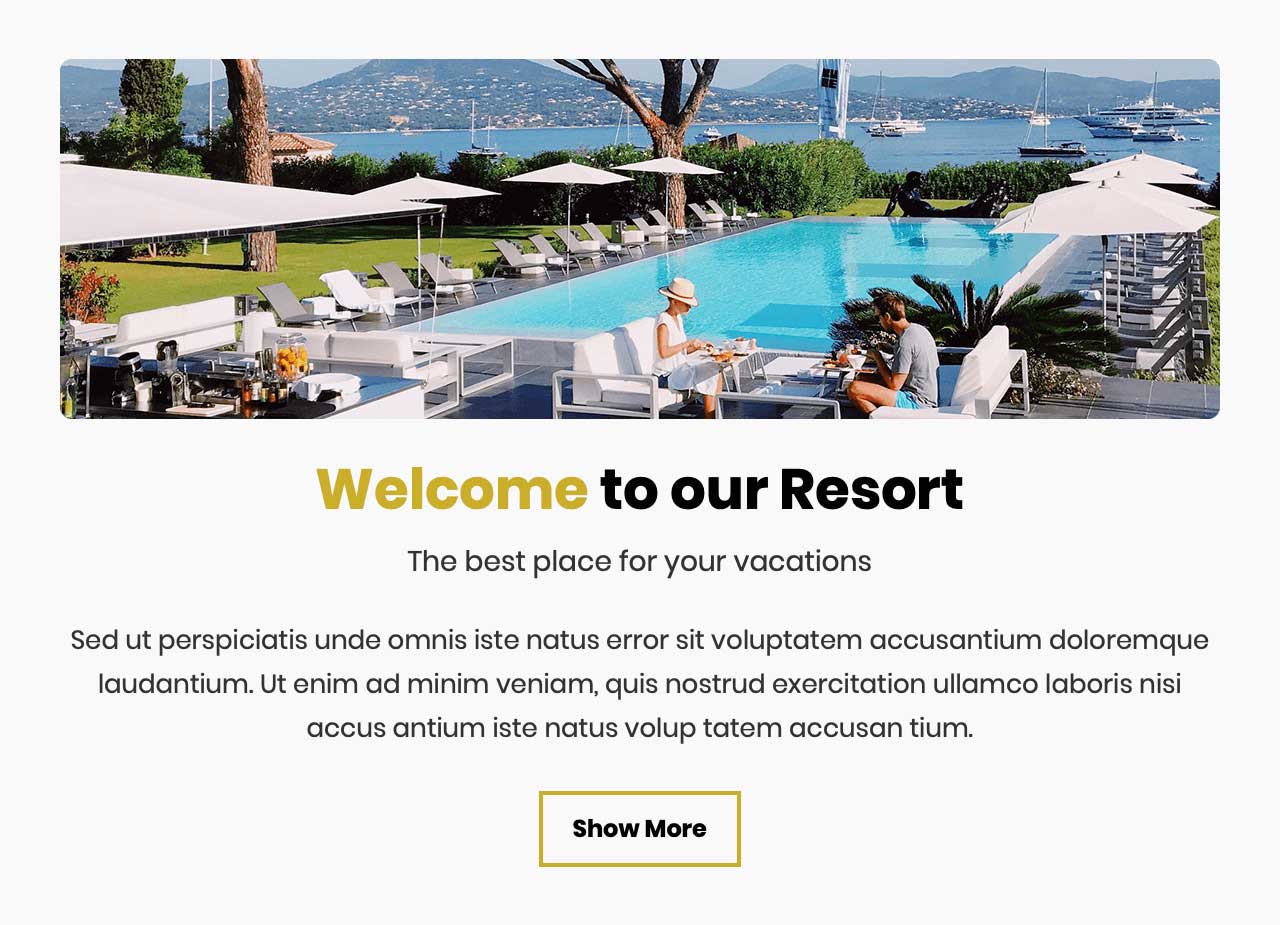 Welcome to our Resort
The best place for your vacations
Sed ut perspiciatis unde omnis iste natus error sit voluptatem accusantium doloremque
laudantium. Ut enim ad minim veniam, quis nostrud exercitation ullamco laboris nisi
accus antium iste natus volup tatem accusan tium.
Show More